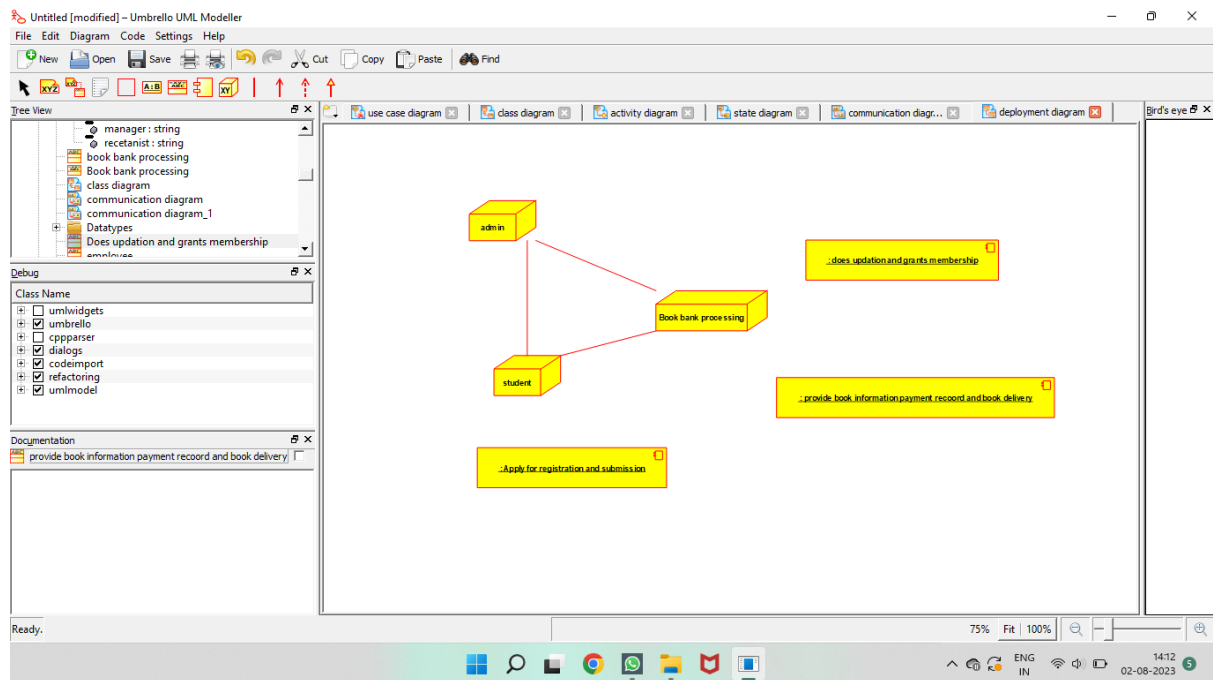 Untitled [modified] – Umbrello UML Modeller
File Edit Diagram Code Settings Help
New Open Save Cut Copy Paste Find
XYZ A:B ABC XY
Tree View
use case diagram class diagram activity diagram state diagram communication diagr... deployment diagram
Bird's eye
manager : string
recetanist : string
book bank processing
Book bank processing
class diagram
communication diagram
communication diagram_1
Datatypes
Does updation and grants membership
employee
Debug
Class Name
umlwidgets
umbrello
cppparser
dialogs
codeimport
refactoring
umlmodel
Documentation
provide book information payment recoord and book delivery
admin
:does updation and grants membership
Book bank processing
student
: provide book information payment recoord and book delivery
:Apply for registration and submission
Ready.
75% Fit 100%
ENG
IN
14:12
02-08-2023
5